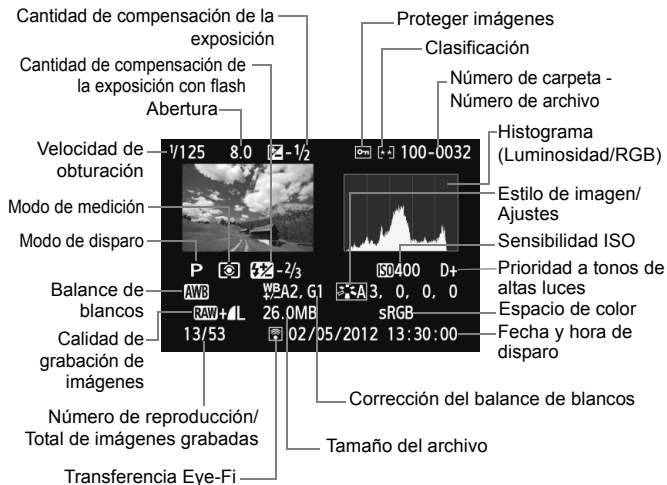 Cantidad de compensación de la
exposición
Cantidad de compensación de
la exposición con flash
Abertura
Velocidad de
obturación
Modo de medición
Modo de disparo
Balance de
blancos
Calidad de
grabación de
imágenes
Número de reproducción/
Total de imágenes grabadas
Transferencia Eye-Fi
Proteger imágenes
Clasificación
Número de carpeta -
Número de archivo
Histograma
(Luminosidad/RGB)
Estilo de imagen/
Ajustes
Sensibilidad ISO
Prioridad a tonos de
altas luces
Espacio de color
Fecha y hora de
disparo
Corrección del balance de blancos
Tamaño del archivo
1/125 8.0 -1/2 100-0032
P -2/3 ISO 400 D+
AWB WB A2, G1 A 3, 0, 0, 0
RAW+L 26.0MB sRGB
13/53 02/05/2012 13:30:00